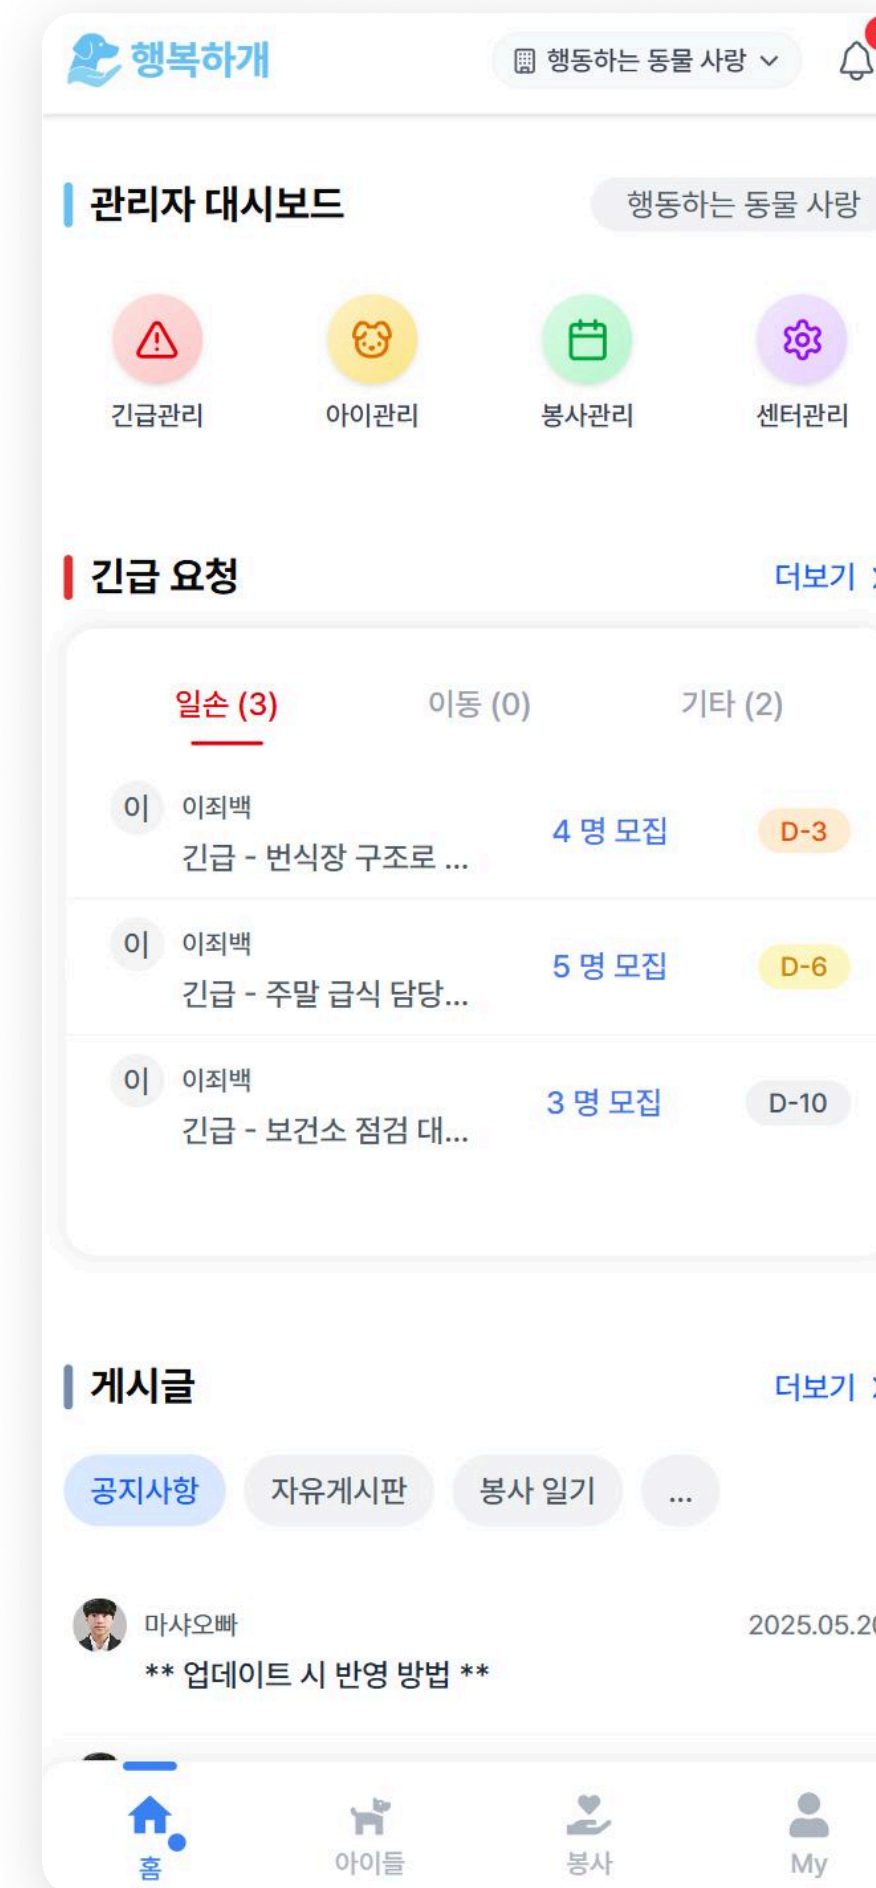 행복하개
행동하는 동물 사랑
관리자 대시보드
행동하는 동물 사랑
긴급관리
아이관리
봉사관리
센터관리
긴급 요청
더보기
일손 (3)
이동 (0)
기타 (2)
이
이죄백
긴급 - 번식장 구조로 ...
4 명 모집
D-3
이
이죄백
긴급 - 주말 급식 담당...
5 명 모집
D-6
이
이죄백
긴급 - 보건소 점검 대...
3 명 모집
D-10
게시글
더보기
공지사항
자유게시판
봉사 일기
...
마샤오빠
2025.05.20
** 업데이트 시 반영 방법 **
홈
아이들
봉사
My